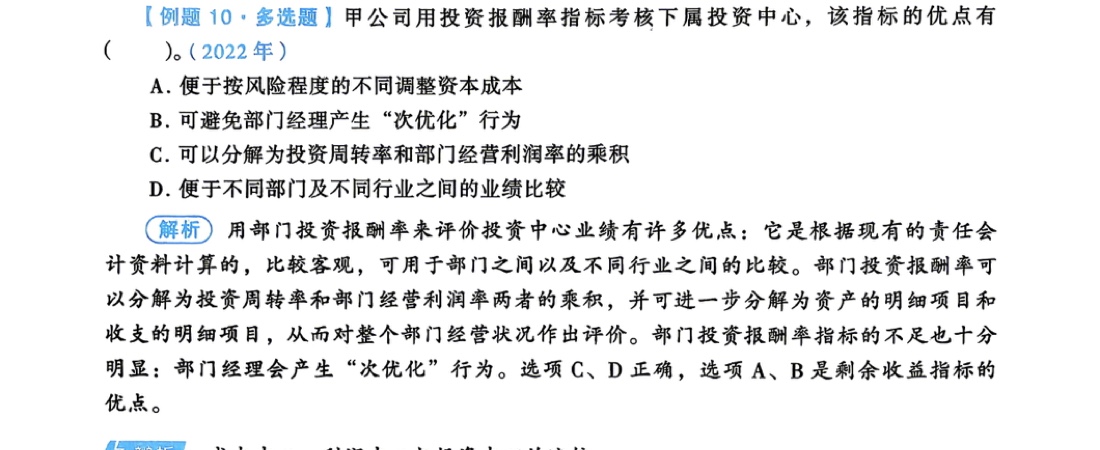 【例题 10·多选题】甲公司用投资报酬率指标考核下属投资中心，该指标的优点有
(　　)。(2022 年)
A. 便于按风险程度的不同调整资本成本
B. 可避免部门经理产生“次优化”行为
C. 可以分解为投资周转率和部门经营利润率的乘积
D. 便于不同部门及不同行业之间的业绩比较
解析 用部门投资报酬率来评价投资中心业绩有许多优点：它是根据现有的责任会
计资料计算的，比较客观，可用于部门之间以及不同行业之间的比较。部门投资报酬率可
以分解为投资周转率和部门经营利润率两者的乘积，并可进一步分解为资产的明细项目和
收支的明细项目，从而对整个部门经营状况作出评价。部门投资报酬率指标的不足也十分
明显：部门经理会产生“次优化”行为。选项 C、D 正确，选项 A、B 是剩余收益指标的
优点。